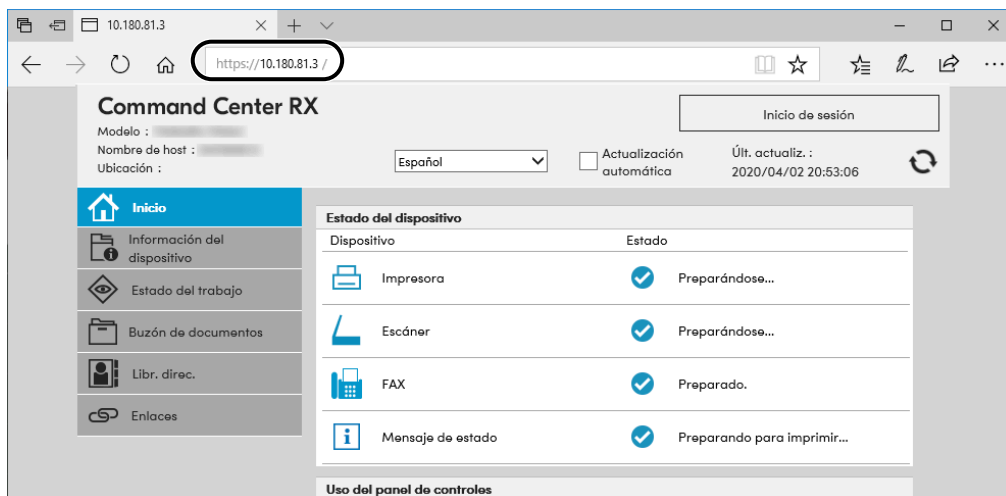 10.180.81.3
https://10.180.81.3 /
Command Center RX
Modelo :
Nombre de host :
Ubicación :
Español
Actualización
automática
Inicio de sesión
Últ. actualiz. :
2020/04/02 20:53:06
Inicio
Información del
dispositivo
Estado del trabajo
Buzón de documentos
Libr. direc.
Enlaces
Estado del dispositivo
Dispositivo Estado
Impresora Preparándose...
Escáner Preparándose...
FAX Preparado.
Mensaje de estado Preparando para imprimir...
Uso del panel de controles